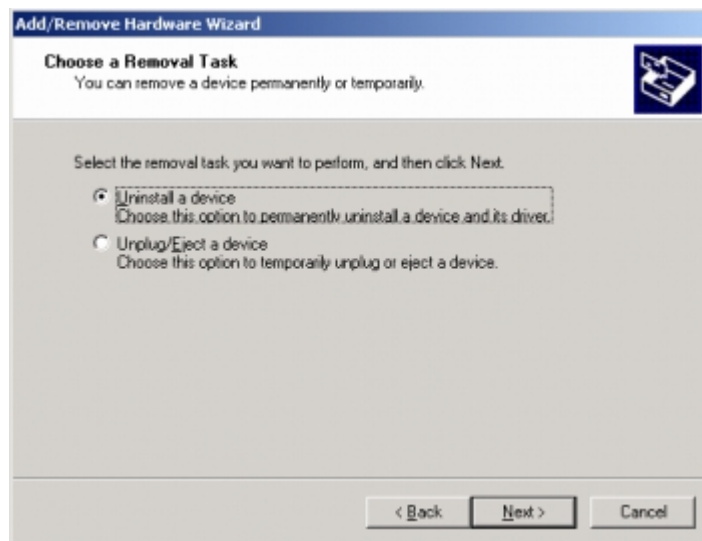 Add/Remove Hardware Wizard
Choose a Removal Task
You can remove a device permanently or temporarily.
Select the removal task you want to perform, and then click Next.
Uninstall a device
Choose this option to permanently uninstall a device and its driver.
Unplug/Eject a device
Choose this option to temporarily unplug or eject a device.
< Back Next > Cancel